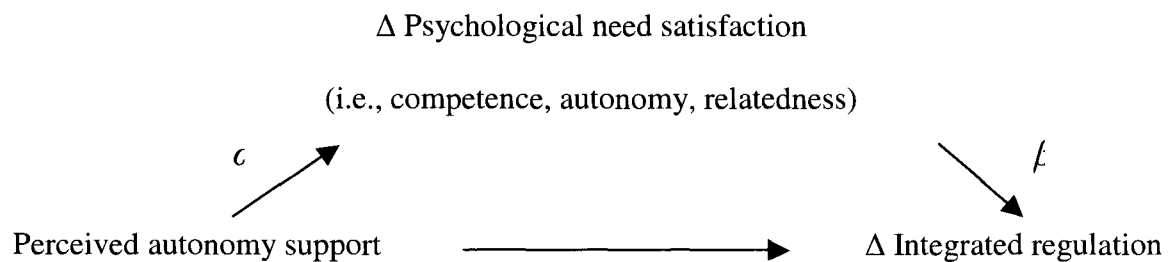 Δ Psychological need satisfaction
(i.e., competence, autonomy, relatedness)
Perceived autonomy support
Δ Integrated regulation